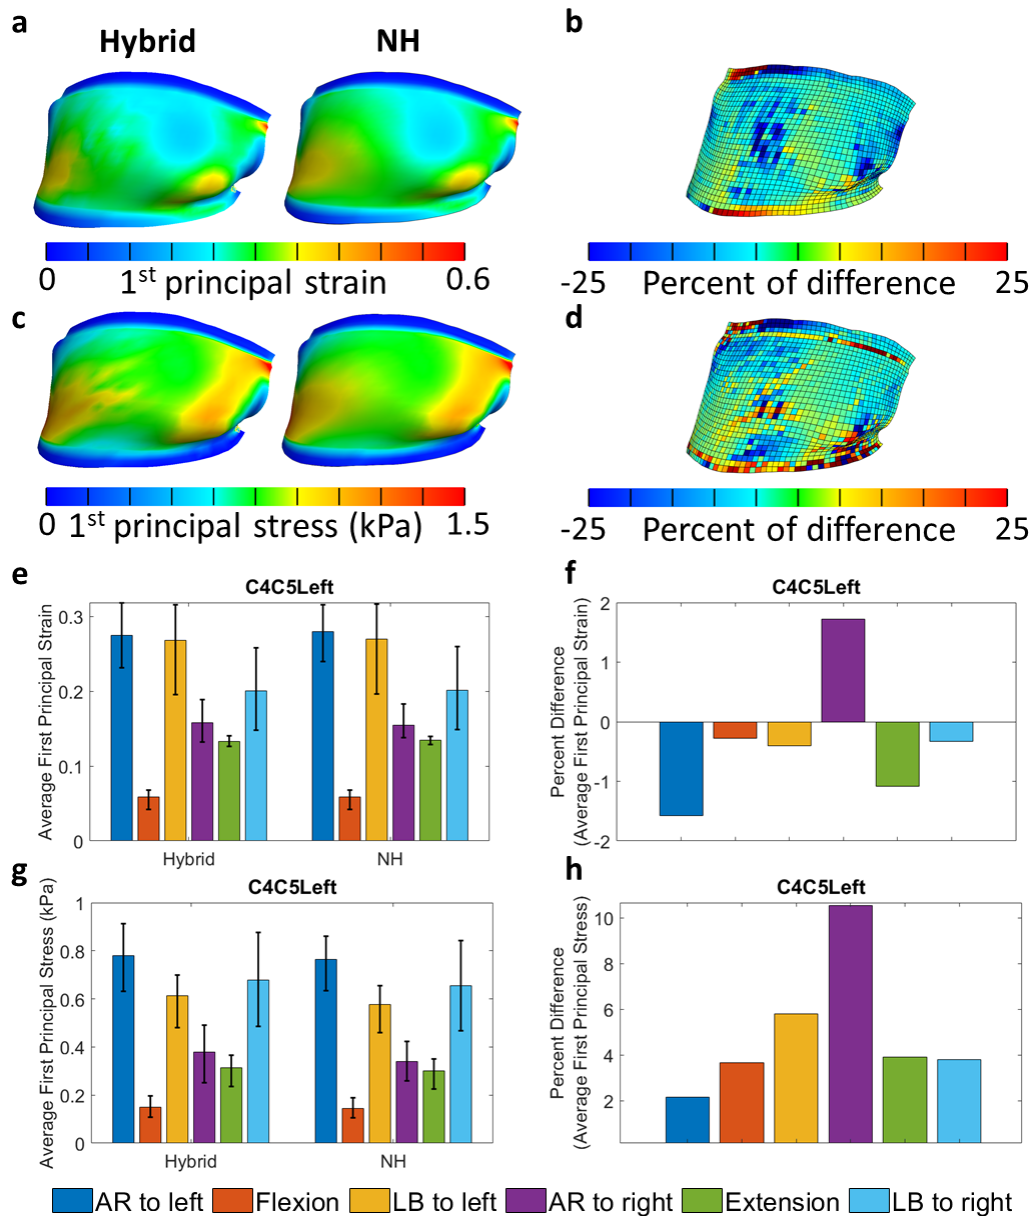 a
Hybrid
NH
b
0
1st principal strain
0.6
-25
Percent of difference
25
c
d
0
1st principal stress (kPa)
1.5
-25
Percent of difference
25
e
C4C5Left
Average First Principal Strain
0.3
0.2
0.1
0
Hybrid
NH
f
C4C5Left
Percent Difference
(Average First Principal Strain)
2
1
0
-1
-2
g
C4C5Left
Average First Principal Stress (kPa)
1
0.8
0.6
0.4
0.2
0
Hybrid
NH
h
C4C5Left
Percent Difference
(Average First Principal Stress)
10
8
6
4
2
AR to left
Flexion
LB to left
AR to right
Extension
LB to right